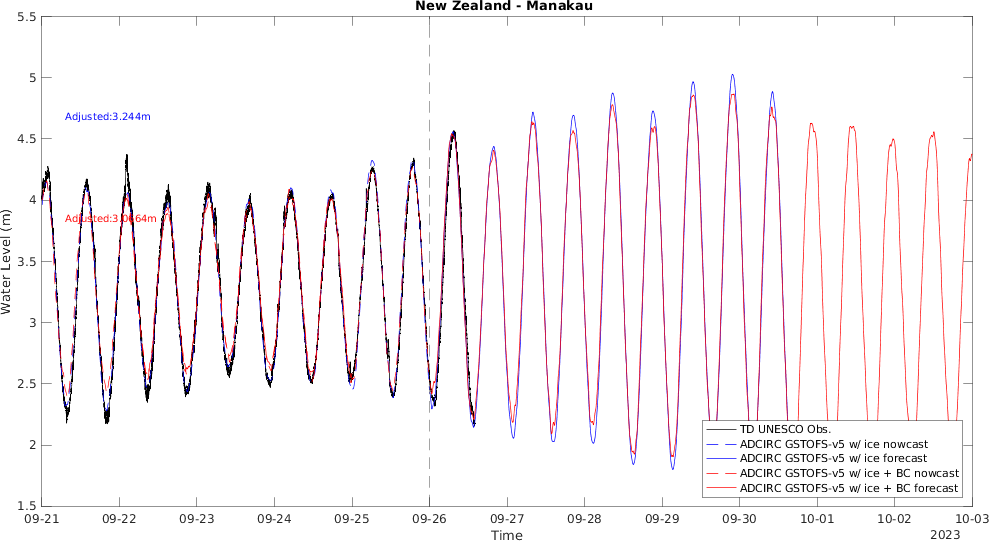 New Zealand - Manakau
5.5
5
4.5
4
3.5
3
2.5
2
1.5
Water Level (m)
Adjusted:3.244m
Adjusted:3.0664m
TD UNESCO Obs.
ADCIRC GSTOFS-v5 w/ ice nowcast
ADCIRC GSTOFS-v5 w/ ice forecast
ADCIRC GSTOFS-v5 w/ ice + BC nowcast
ADCIRC GSTOFS-v5 w/ ice + BC forecast
09-21 09-22 09-23 09-24 09-25 09-26 09-27 09-28 09-29 09-30 10-01 10-02 10-03
Time
2023